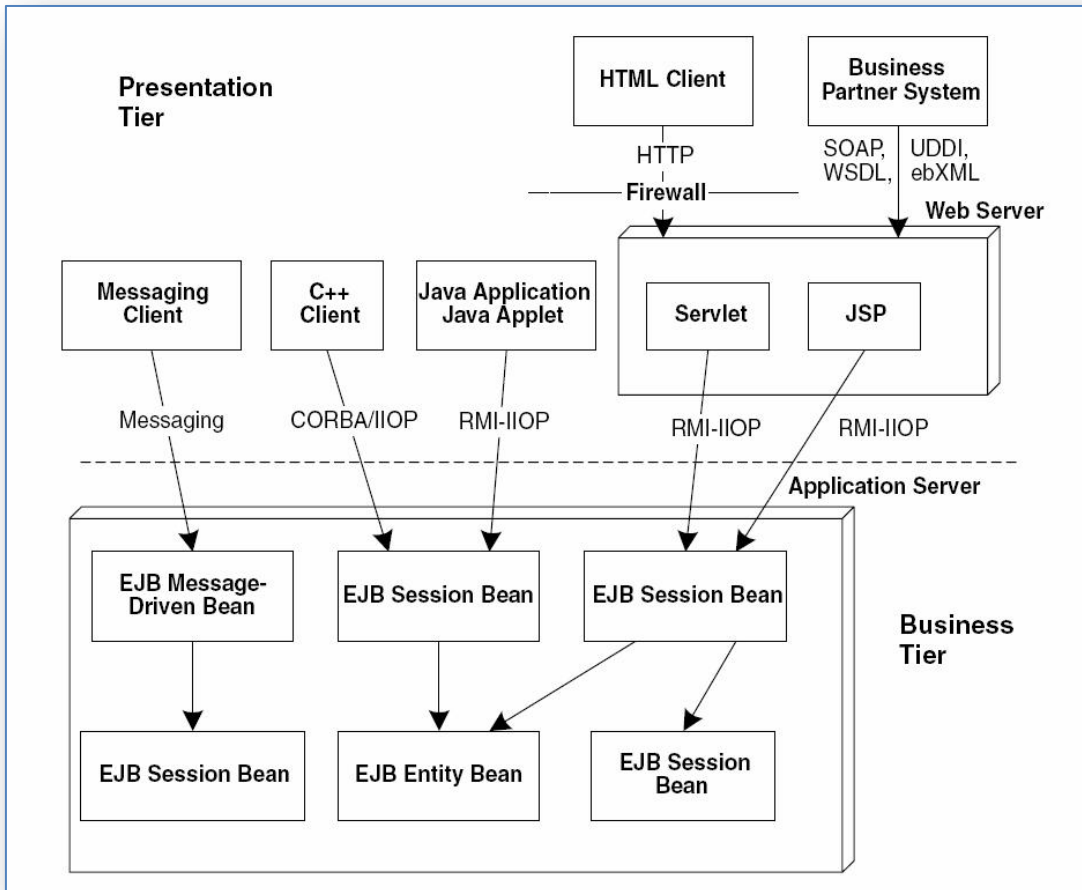 Presentation
Tier
HTML Client
Business
Partner System
HTTP
SOAP,
WSDL,
UDDI,
ebXML
Firewall
Web Server
Messaging
Client
C++
Client
Java Application
Java Applet
Servlet
JSP
Messaging
CORBA/IIOP
RMI-IIOP
RMI-IIOP
RMI-IIOP
Application Server
EJB Message-
Driven Bean
EJB Session Bean
EJB Session Bean
Business
Tier
EJB Session Bean
EJB Entity Bean
EJB Session
Bean